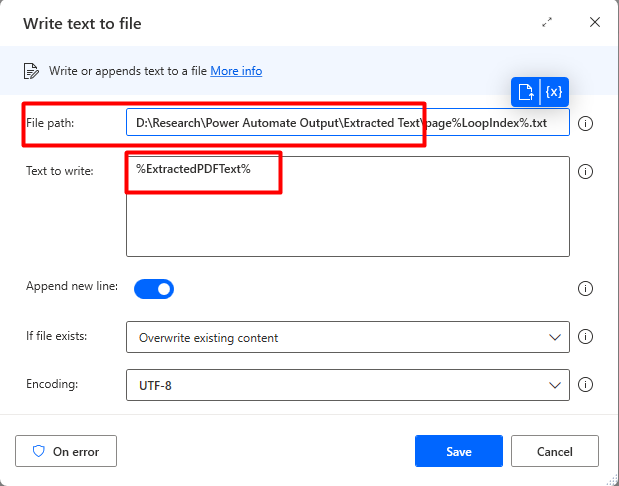 Write text to file
Write or appends text to a file More info
{x}
File path: D:\Research\Power Automate Output\Extracted Text\page%LoopIndex%.txt
Text to write: %ExtractedPDFText%
Append new line:
If file exists: Overwrite existing content
Encoding: UTF-8
On error Save Cancel